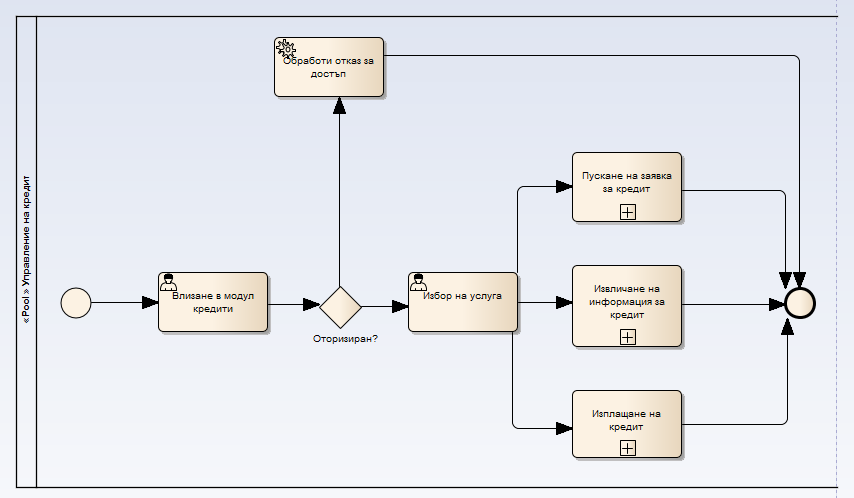 «Pool» Управление на кредит
Обработи отказ за
достъп
Влизане в модул
кредити
Оторизиран?
Избор на услуга
Пускане на заявка
за кредит
Извличане на
информация за
кредит
Изплащане на
кредит